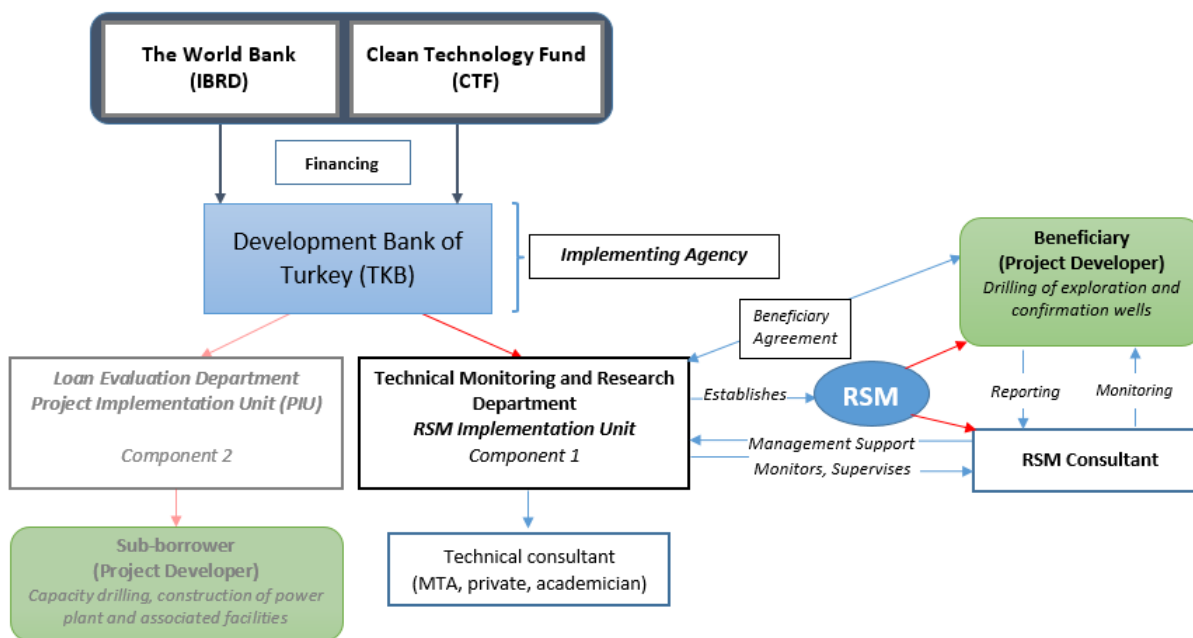 The World Bank
(IBRD)
Clean Technology Fund
(CTF)
Financing
Development Bank of
Turkey (TKB)
Implementing Agency
Beneficiary
(Project Developer)
Drilling of exploration and
confirmation wells
Beneficiary
Agreement
Loan Evaluation Department
Project Implementation Unit (PIU)
Component 2
Technical Monitoring and Research
Department
RSM Implementation Unit
Component 1
Establishes
RSM
Reporting
Monitoring
Management Support
Monitors, Supervises
RSM Consultant
Sub-borrower
(Project Developer)
Capacity drilling, construction of power
plant and associated facilities
Technical consultant
(MTA, private, academician)